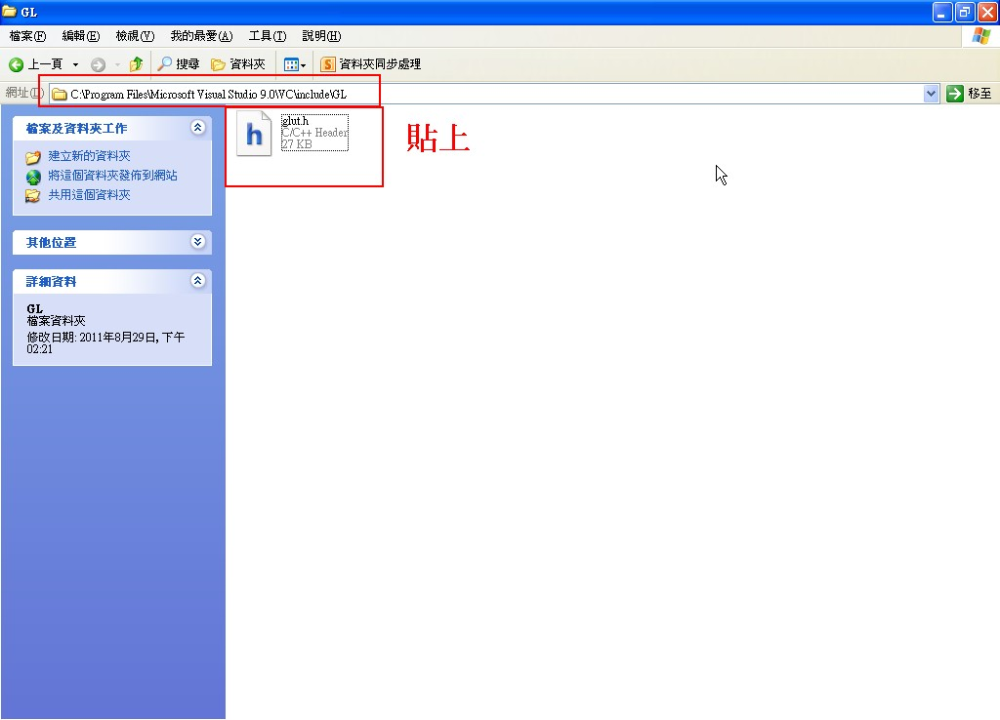 GL
檔案(F) 編輯(E) 檢視(V) 我的最愛(A) 工具(T) 說明(H)
上一頁 搜尋 資料夾 資料夾同步處理
網址(D) C:\Program Files\Microsoft Visual Studio 9.0\VC\include\GL 移至
檔案及資料夾工作
建立新的資料夾
將這個資料夾發佈到網站
共用這個資料夾
其他位置
詳細資料
GL
檔案資料夾
修改日期: 2011年8月29日, 下午
02:21
h
glut.h
C/C++ Header
27 KB
貼上